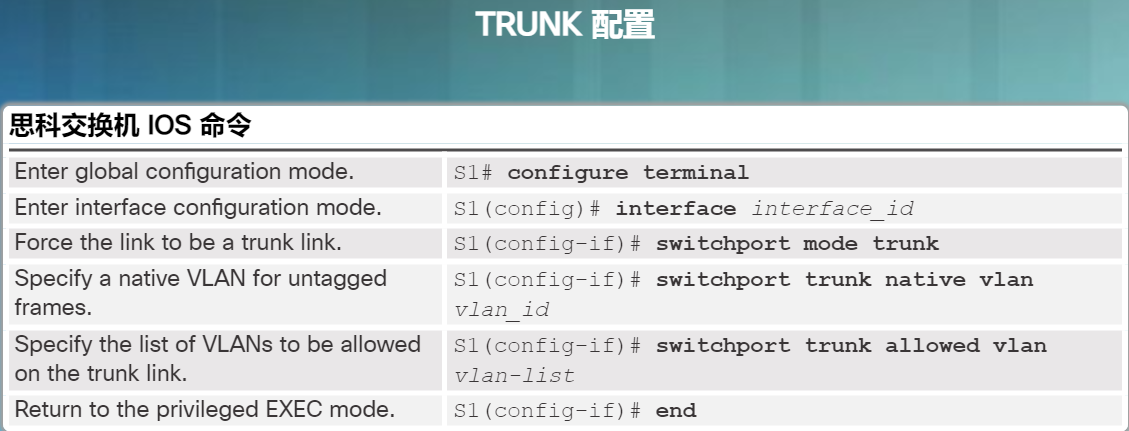 TRUNK 配置
思科交换机 IOS 命令
Enter global configuration mode. S1# configure terminal
Enter interface configuration mode. S1(config)# interface interface_id
Force the link to be a trunk link. S1(config-if)# switchport mode trunk
Specify a native VLAN for untagged
frames.
S1(config-if)# switchport trunk native vlan
vlan_id
Specify the list of VLANs to be allowed
on the trunk link.
S1(config-if)# switchport trunk allowed vlan
vlan-list
Return to the privileged EXEC mode. S1(config-if)# end